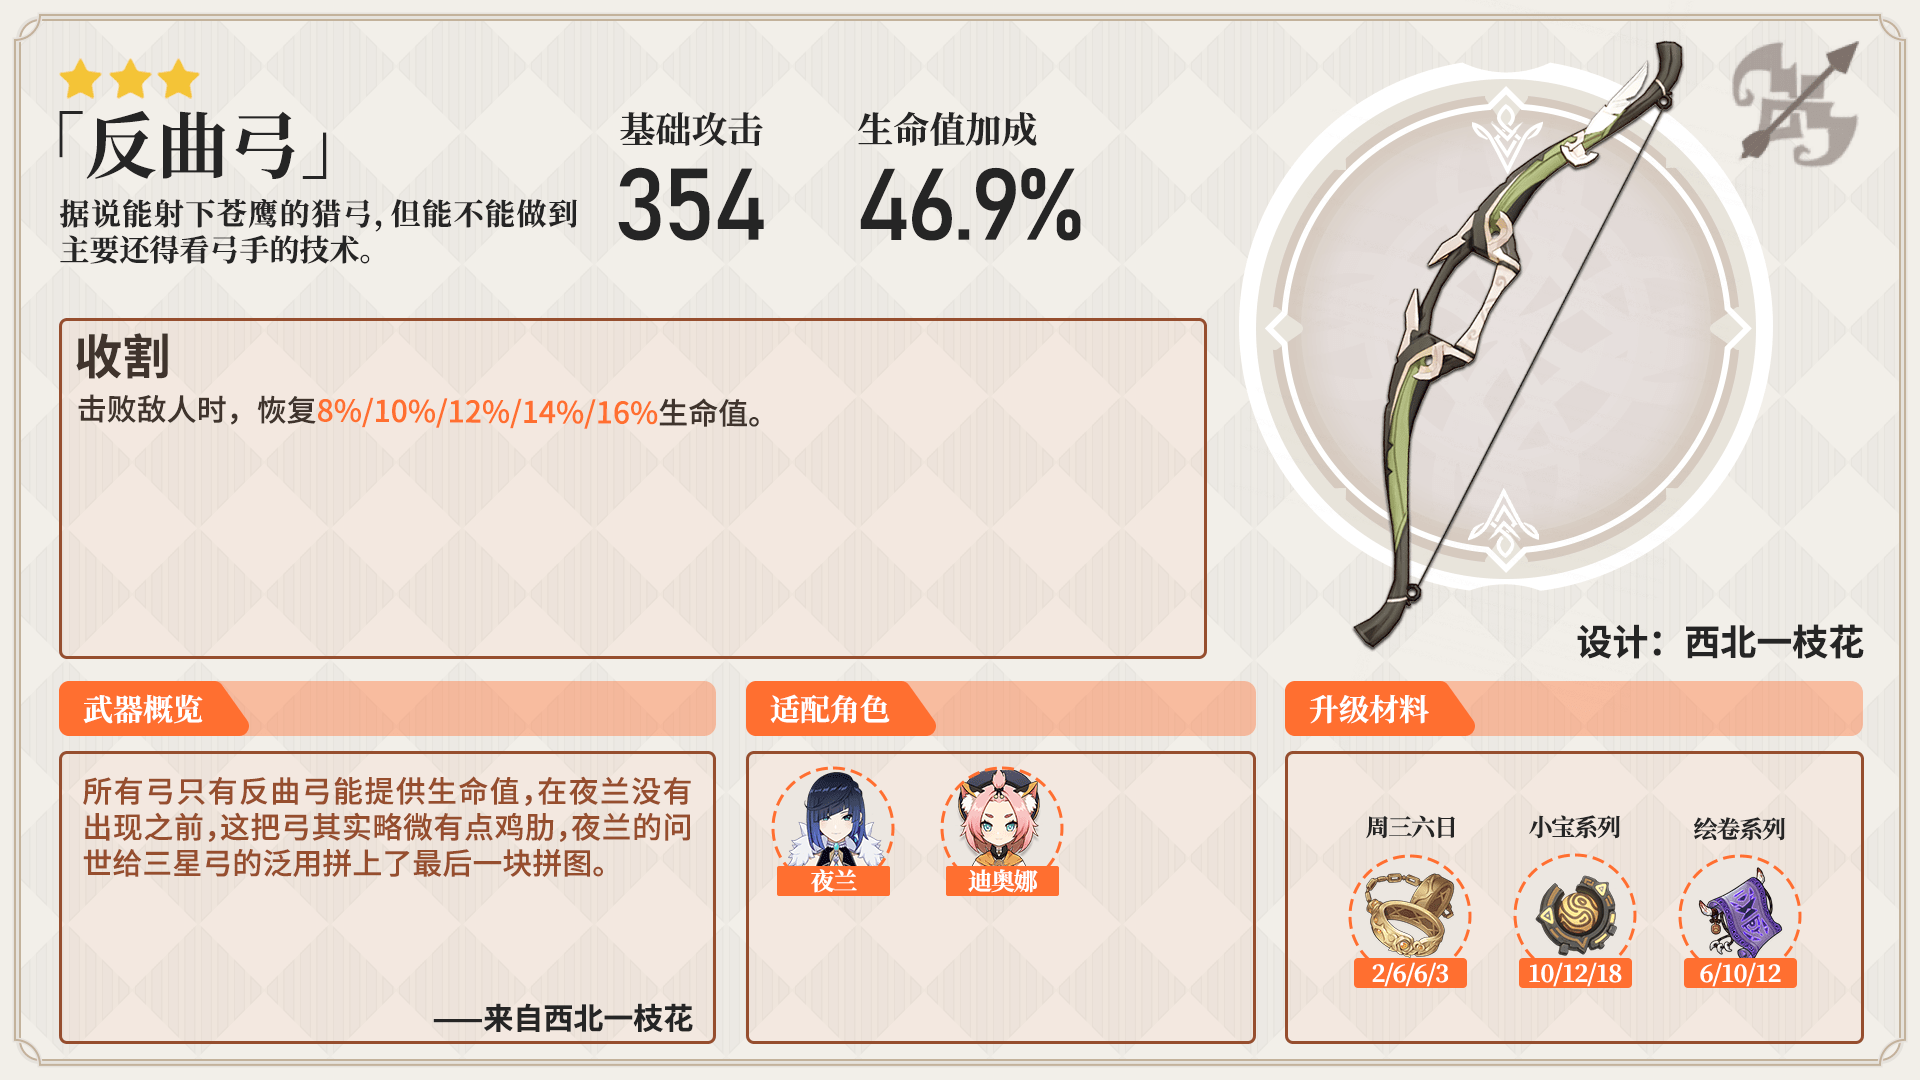 「反曲弓」
据说能射下苍鹰的猎弓，但能不能做到
主要还得看弓手的技术。
基础攻击
354
生命值加成
46.9%
收割
击败敌人时，恢复8%/10%/12%/14%/16%生命值。
设计：西北一枝花
武器概览
所有弓只有反曲弓能提供生命值，在夜兰没有
出现之前，这把弓其实略微有点鸡肋，夜兰的问
世给三星弓的泛用拼上了最后一块拼图。
——来自西北一枝花
适配角色
夜兰
迪奥娜
升级材料
周三六日
小宝系列
绘卷系列
2/6/6/3
10/12/18
6/10/12